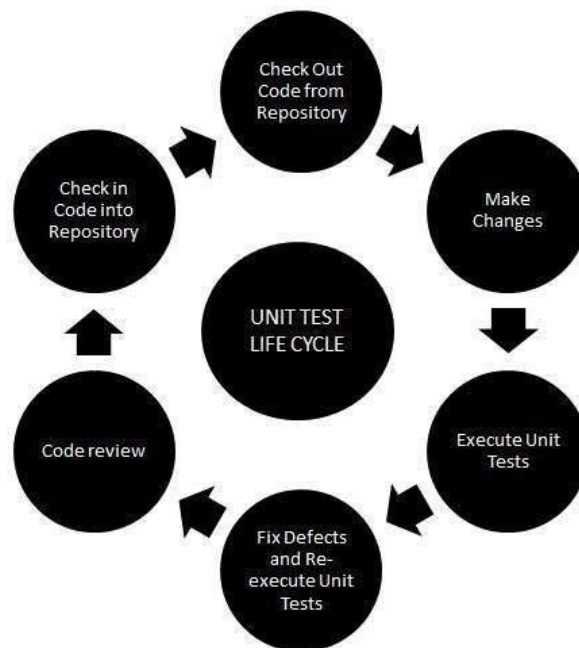 Check Out
Code from
Repository
Make
Changes
Execute Unit
Tests
Fix Defects
and Re-
execute Unit
Tests
Code review
Check in
Code into
Repository
UNIT TEST
LIFE CYCLE